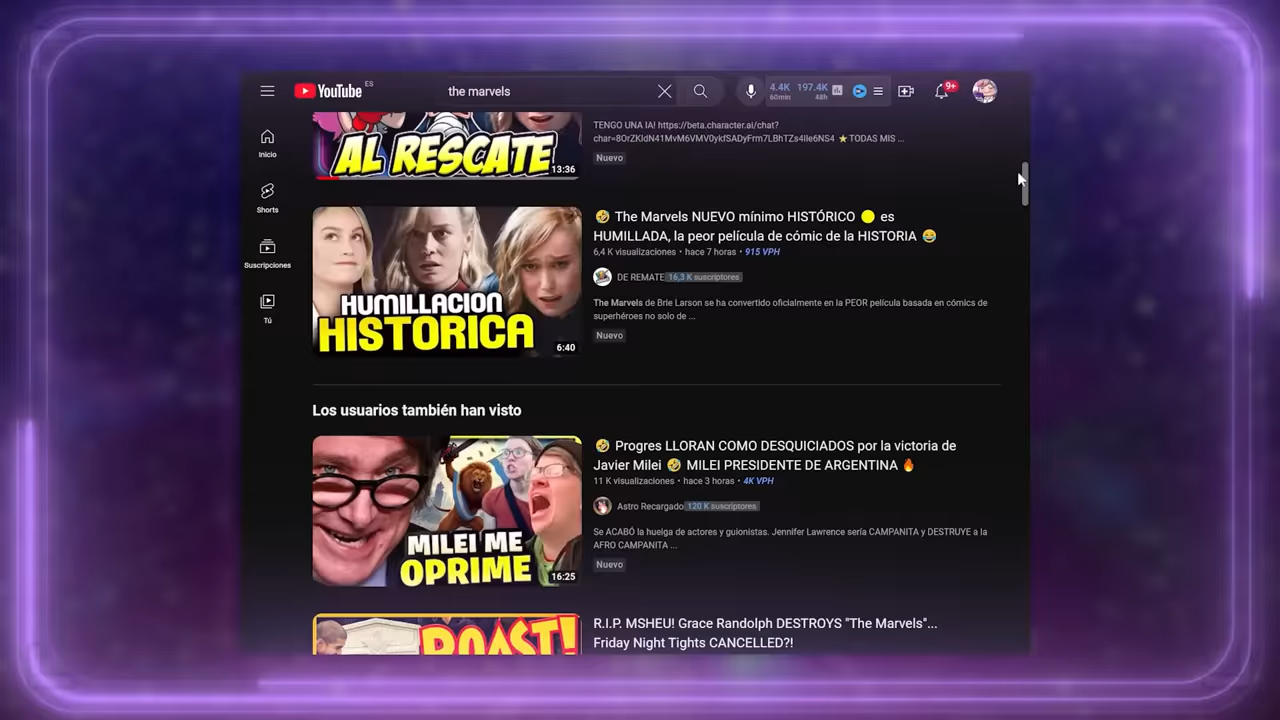 YouTube ES
the marvels
4.4K 197.4K
60min 48h
9+
Inicio
Shorts
Suscripciones
Tú
AL RESCATE
13:36
TENGO UNA IA! https://beta.character.ai/chat?
Nuevo
HUMILLACION
HISTORICA
6:40
The Marvels NUEVO mínimo HISTÓRICO es
HUMILLADA, la peor película de cómic de la HISTORIA
6,4 K visualizaciones • hace 7 horas • 915 VPH
DE REMATE 16,3 K suscriptores
The Marvels de Brie Larson se ha convertido oficialmente en la PEOR película basada en cómics de
superhéroes no solo de ...
Nuevo
Los usuarios también han visto
MILEI ME
OPRIME
16:25
Progres LLORAN COMO DESQUICIADOS por la victoria de
Javier Milei MILEI PRESIDENTE DE ARGENTINA
11 K visualizaciones • hace 3 horas • 4K VPH
Astro Recargado 120 K suscriptores
Se ACABÓ la huelga de actores y guionistas. Jennifer Lawrence sería CAMPANITA y DESTRUYE a la
AFRO CAMPANITA ...
Nuevo
ROAST!
R.I.P. MSHEU! Grace Randolph DESTROYS "The Marvels"...
Friday Night Tights CANCELLED?!